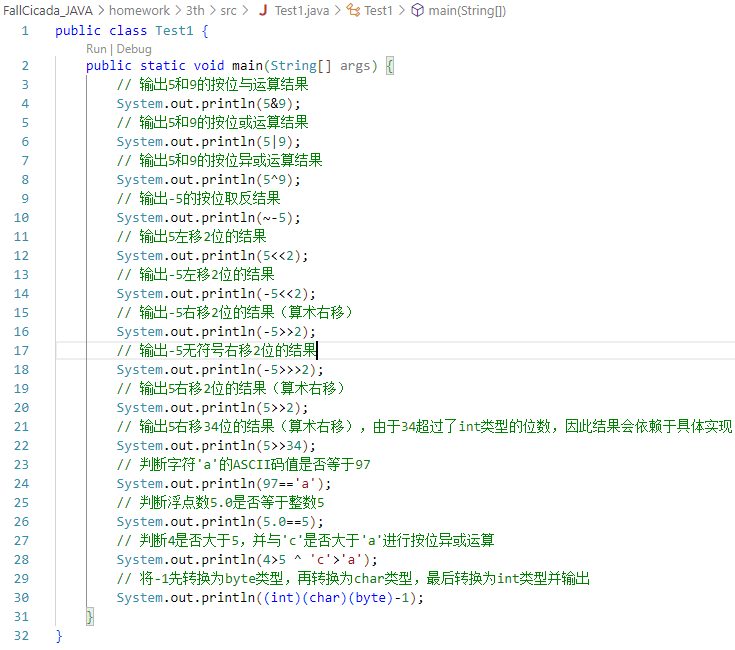 FallCicada_JAVA > homework > 3th > src > J Test1.java > Test1 > main(String[])
1 public class Test1 {
Run | Debug
2 public static void main(String[] args) {
3 // 输出5和9的按位与运算结果
4 System.out.println(5&9);
5 // 输出5和9的按位或运算结果
6 System.out.println(5|9);
7 // 输出5和9的按位异或运算结果
8 System.out.println(5^9);
9 // 输出-5的按位取反结果
10 System.out.println(~-5);
11 // 输出5左移2位的结果
12 System.out.println(5<<2);
13 // 输出-5左移2位的结果
14 System.out.println(-5<<2);
15 // 输出-5右移2位的结果（算术右移）
16 System.out.println(-5>>2);
17 // 输出-5无符号右移2位的结果
18 System.out.println(-5>>>2);
19 // 输出5右移2位的结果（算术右移）
20 System.out.println(5>>2);
21 // 输出5右移34位的结果（算术右移），由于34超过了int类型的位数，因此结果会依赖于具体实现
22 System.out.println(5>>34);
23 // 判断字符'a'的ASCII码值是否等于97
24 System.out.println(97=='a');
25 // 判断浮点数5.0是否等于整数5
26 System.out.println(5.0==5);
27 // 判断4是否大于5，并与'c'是否大于'a'进行按位异或运算
28 System.out.println(4>5 ^ 'c'>'a');
29 // 将-1先转换为byte类型，再转换为char类型，最后转换为int类型并输出
30 System.out.println((int)(char)(byte)-1);
31 }
32 }